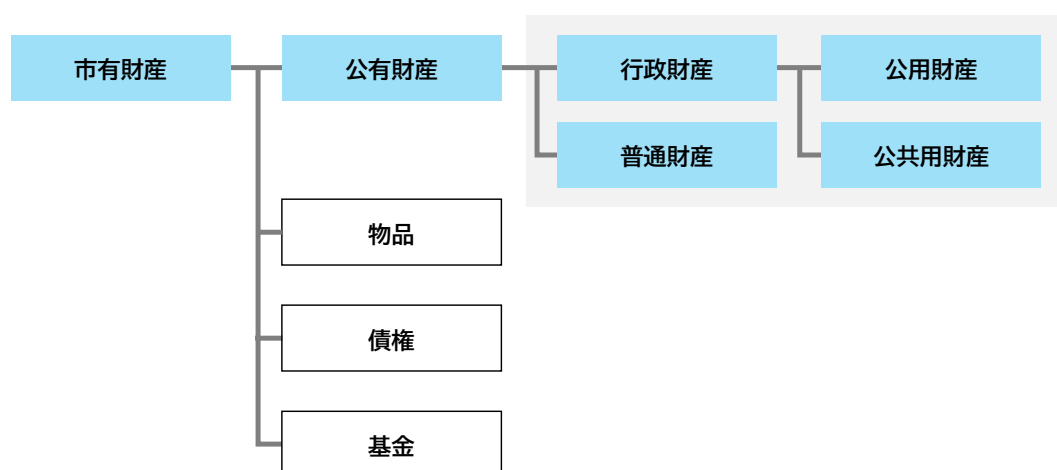 市有財産
公有財産
行政財産
公用財産
普通財産
公共用財産
物品
債権
基金